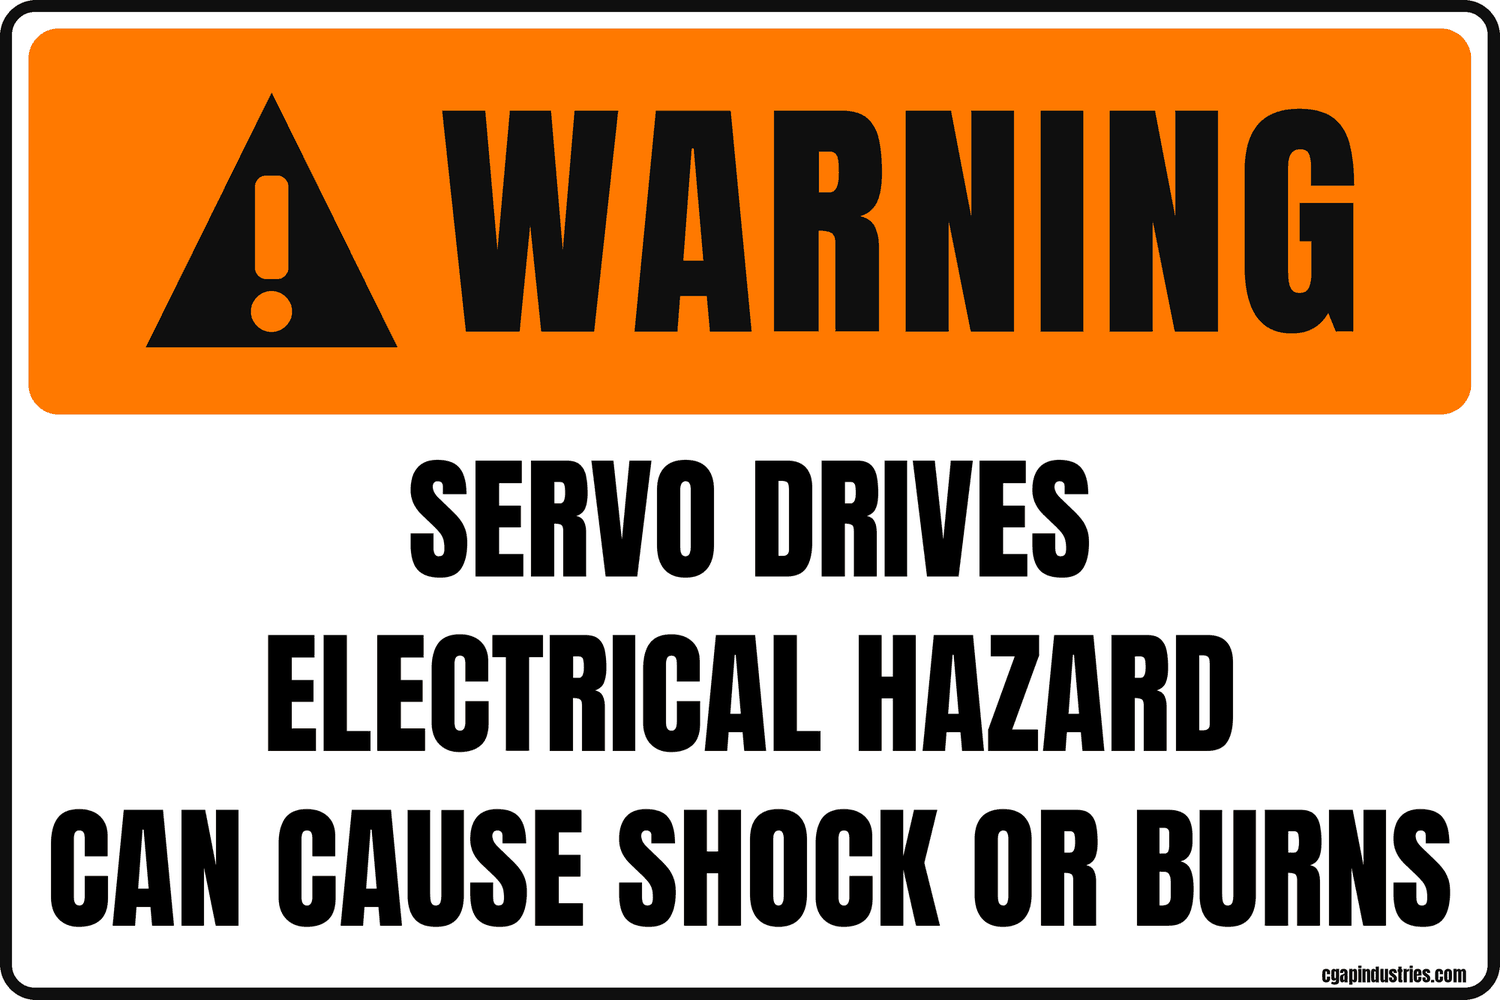 WARNING
SERVO DRIVES
ELECTRICAL HAZARD
CAN CAUSE SHOCK OR BURNS
cgapindustries.com